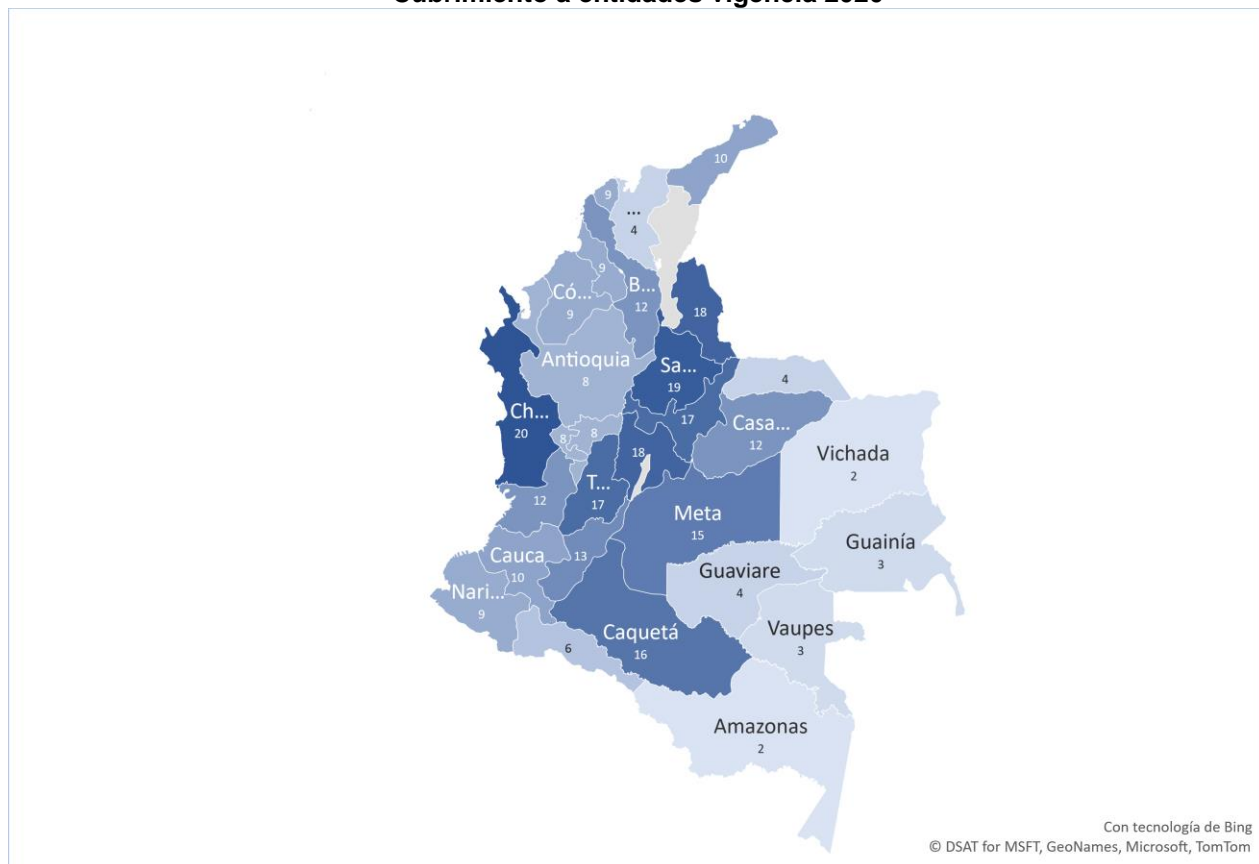 Cubrimiento a entidades vigencia 2020
10
9
...
4
9
B...
12
Có...
9
18
Antioquia
8
Sa...
19
4
Ch...
20
17
Casa...
12
8
8
18
Vichada
2
T...
17
12
Meta
15
Guainía
3
Cauca
10
13
Guaviare
4
Nari...
9
Caquetá
16
Vaupes
3
6
Amazonas
2
Con tecnología de Bing
© DSAT for MSFT, GeoNames, Microsoft, TomTom